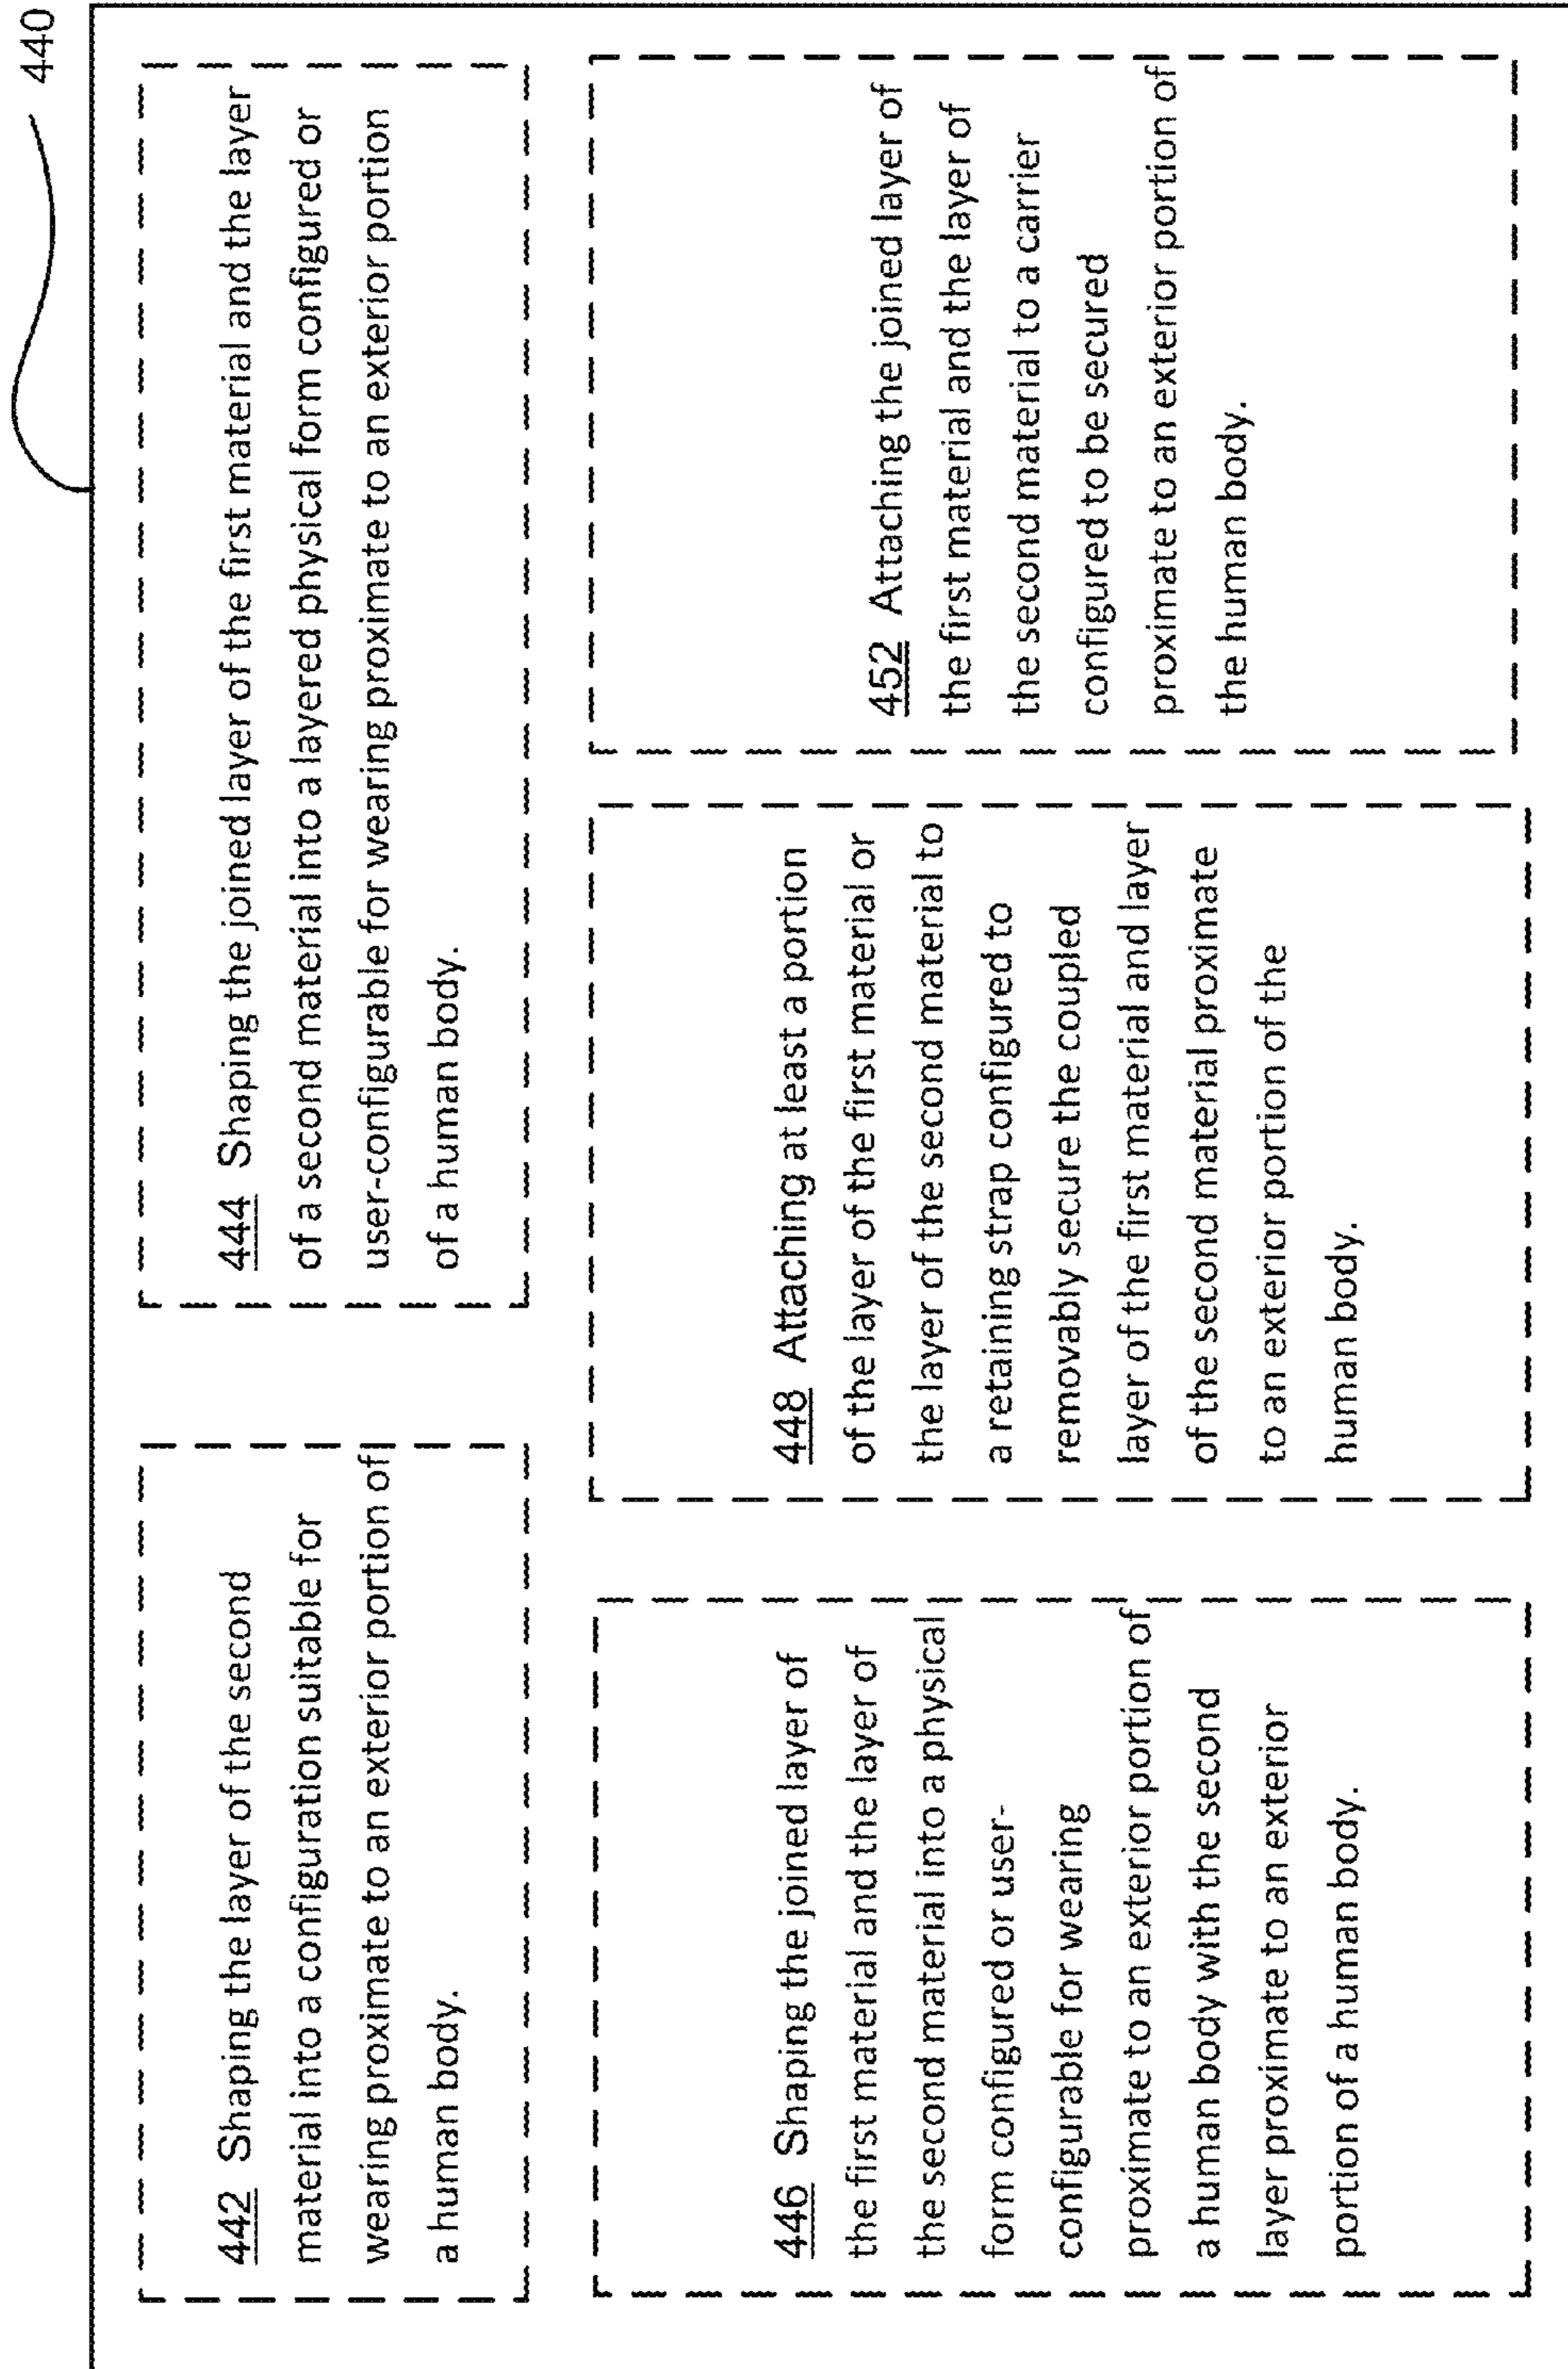 440
442 Shaping the layer of the second
material into a configuration suitable for
wearing proximate to an exterior portion of
a human body.
444 Shaping the joined layer of the first material and the layer
of a second material into a layered physical form configured or
user-configurable for wearing proximate to an exterior portion
of a human body.
446 Shaping the joined layer of
the first material and the layer of
the second material into a physical
form configured or user-
configurable for wearing
proximate to an exterior portion of
a human body with the second
layer proximate to an exterior
portion of a human body.
448 Attaching at least a portion
of the layer of the first material or
the layer of the second material to
a retaining strap configured to
removably secure the coupled
layer of the first material and layer
of the second material proximate
to an exterior portion of the
human body.
452 Attaching the joined layer of
the first material and the layer of
the second material to a carrier
configured to be secured
proximate to an exterior portion of
the human body.